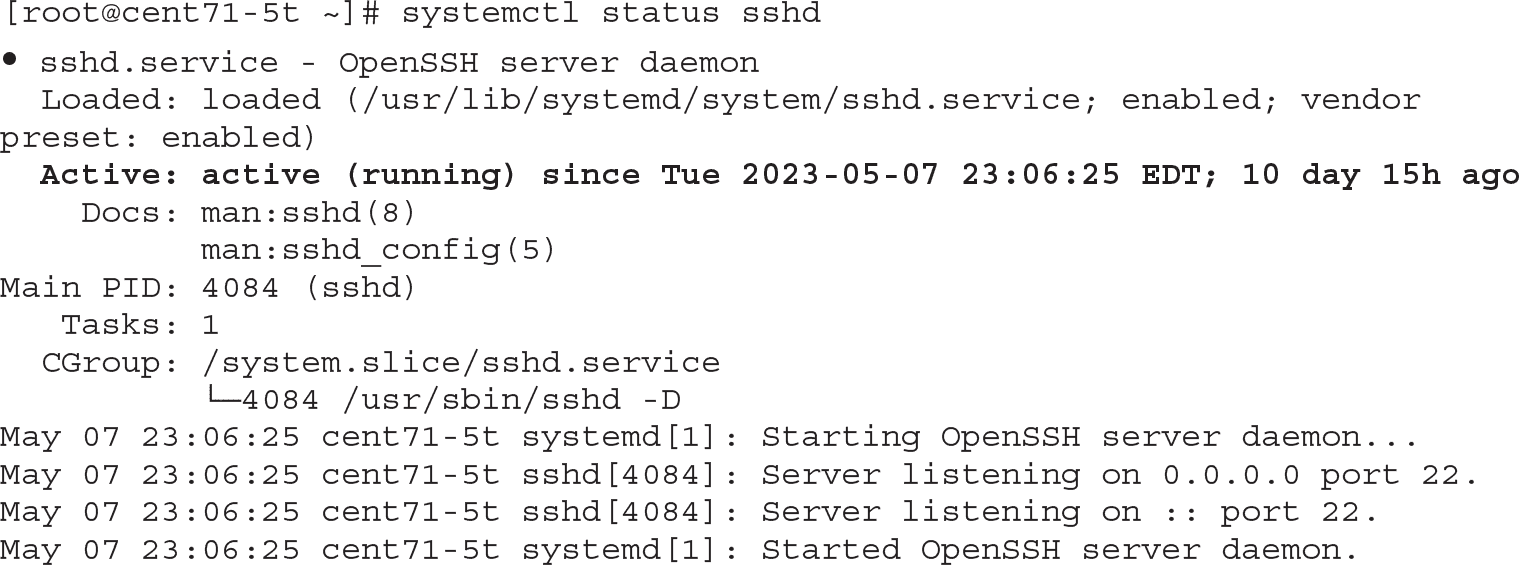 [root@cent71-5t ~]# systemctl status sshd
● sshd.service - OpenSSH server daemon
  Loaded: loaded (/usr/lib/systemd/system/sshd.service; enabled; vendor
preset: enabled)
  Active: active (running) since Tue 2023-05-07 23:06:25 EDT; 10 day 15h ago
    Docs: man:sshd(8)
          man:sshd_config(5)
Main PID: 4084 (sshd)
   Tasks: 1
  CGroup: /system.slice/sshd.service
          └─4084 /usr/sbin/sshd -D
May 07 23:06:25 cent71-5t systemd[1]: Starting OpenSSH server daemon...
May 07 23:06:25 cent71-5t sshd[4084]: Server listening on 0.0.0.0 port 22.
May 07 23:06:25 cent71-5t sshd[4084]: Server listening on :: port 22.
May 07 23:06:25 cent71-5t systemd[1]: Started OpenSSH server daemon.